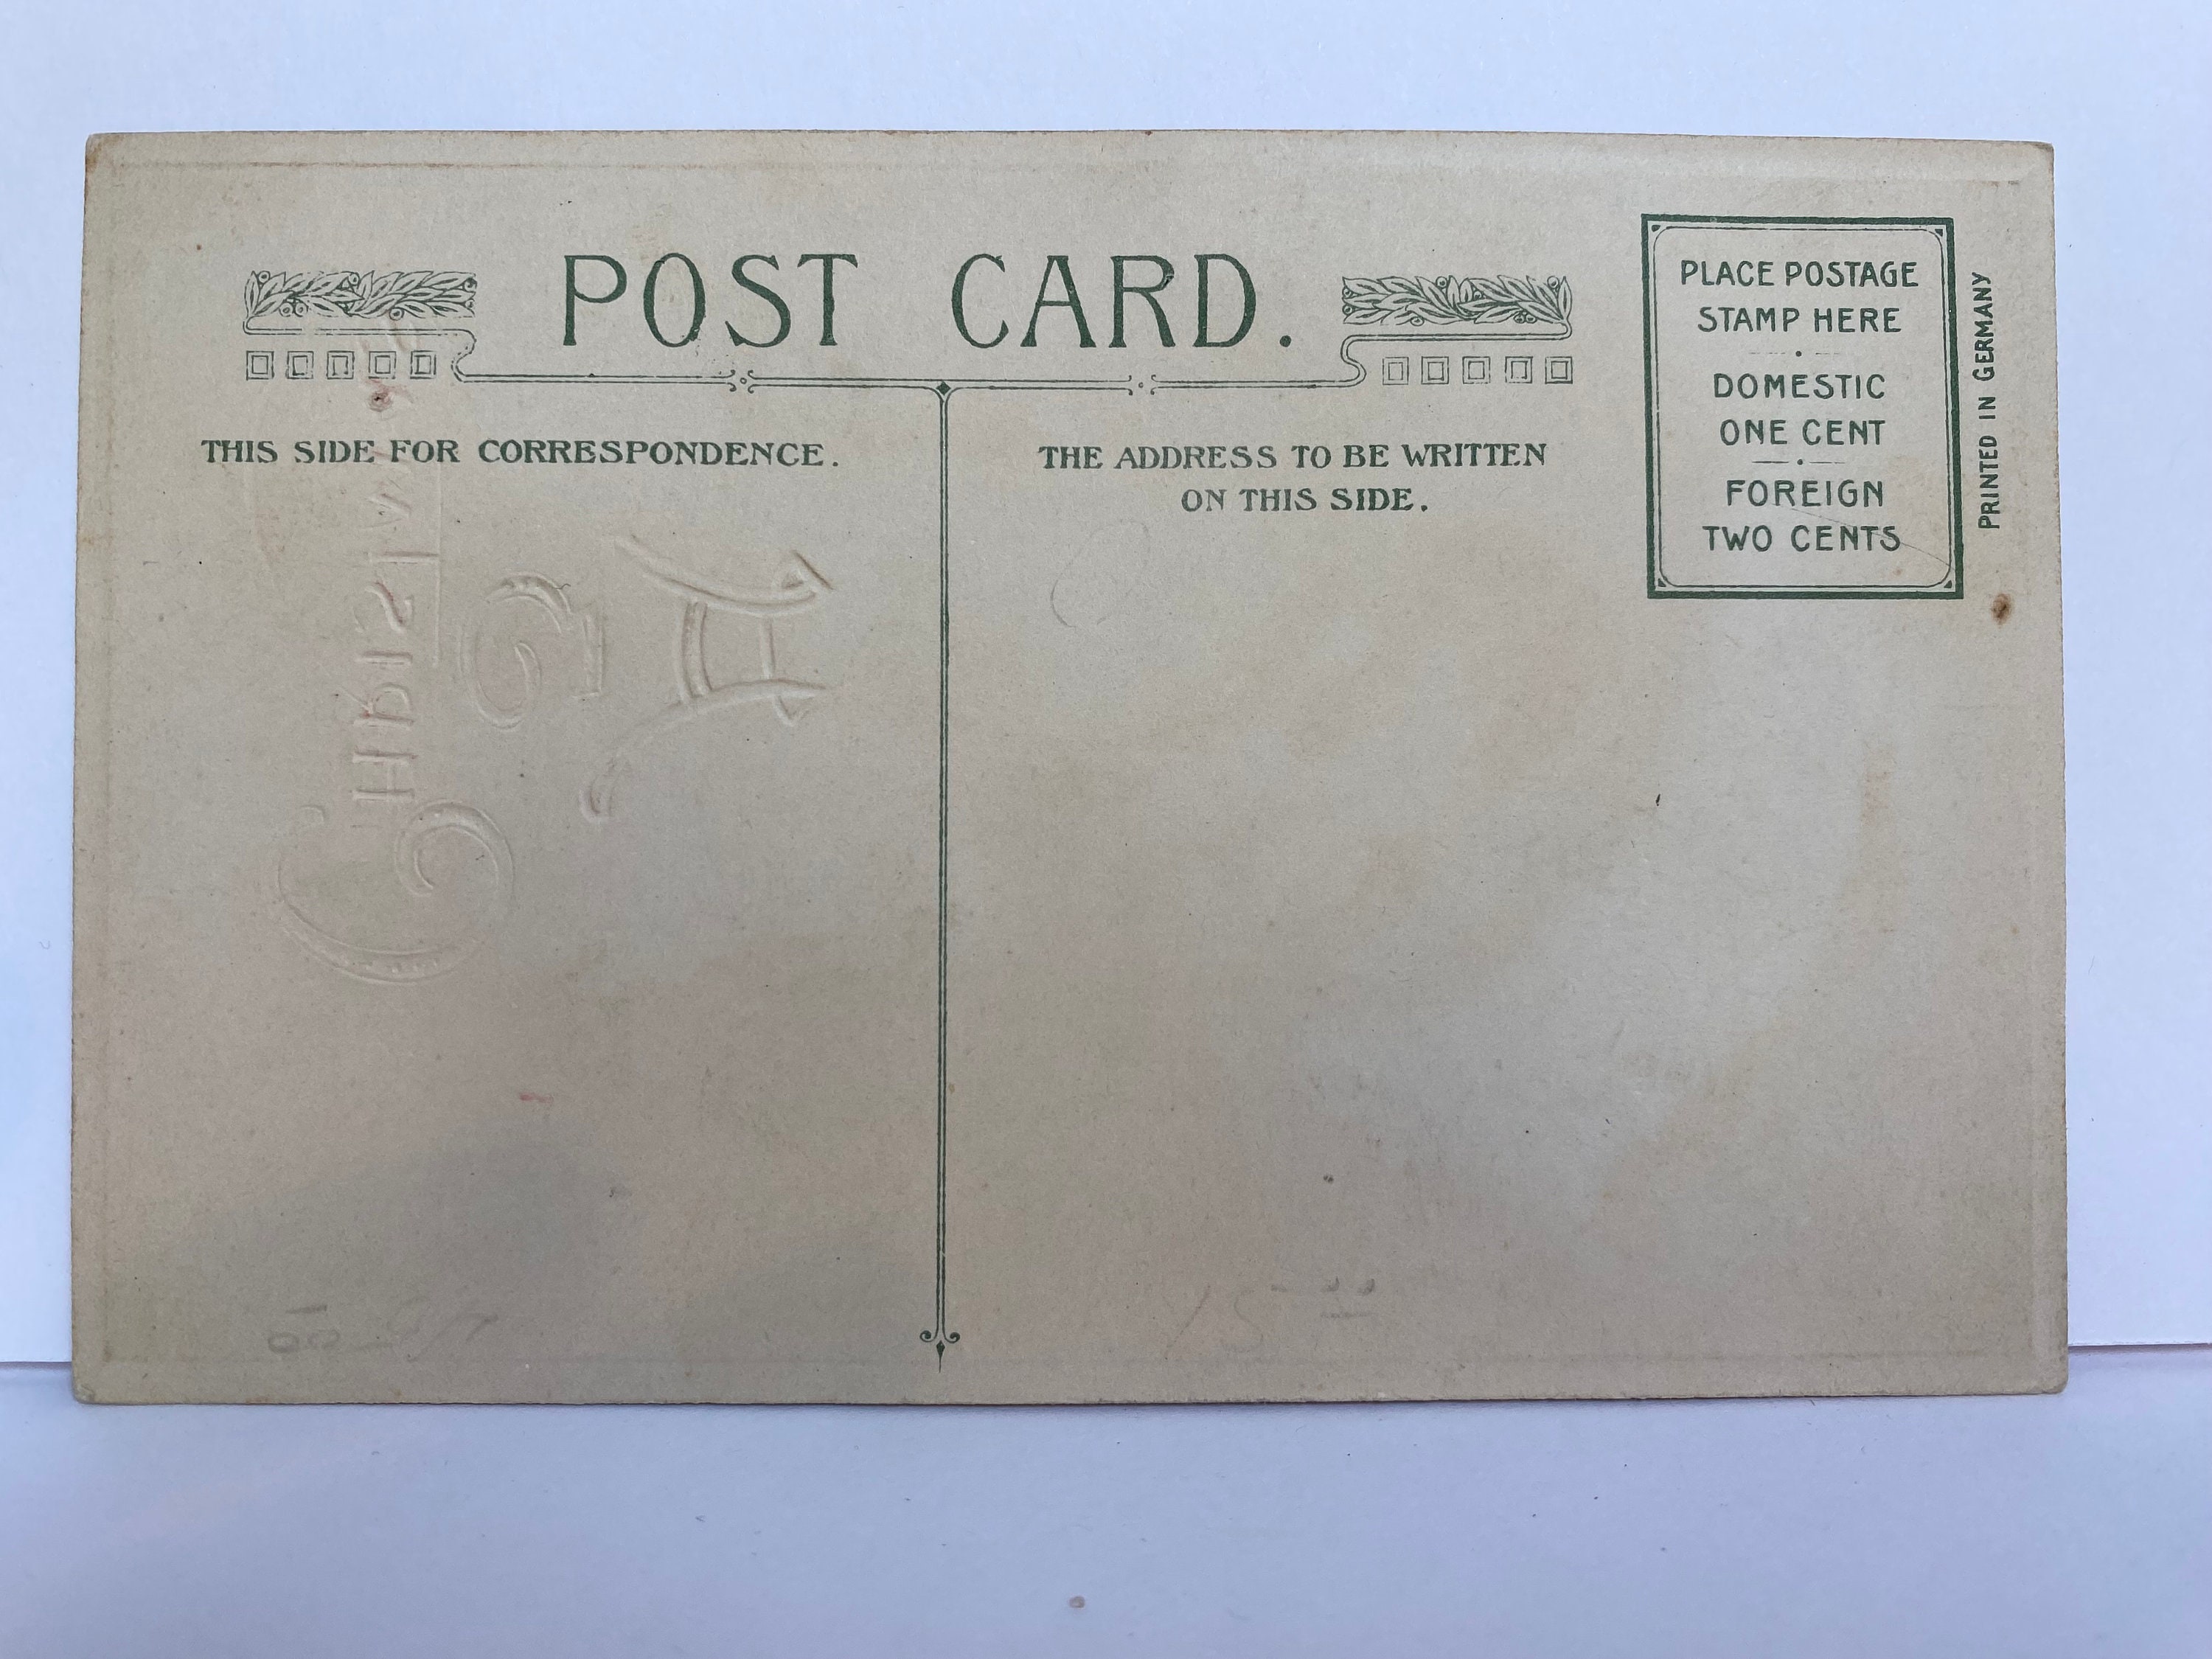 POST CARD.
THIS SIDE FOR CORRESPONDENCE.
THE ADDRESS TO BE WRITTEN
ON THIS SIDE.
PLACE POSTAGE
STAMP HERE
DOMESTIC
ONE CENT
FOREIGN
TWO CENTS
PRINTED IN GERMANY
A